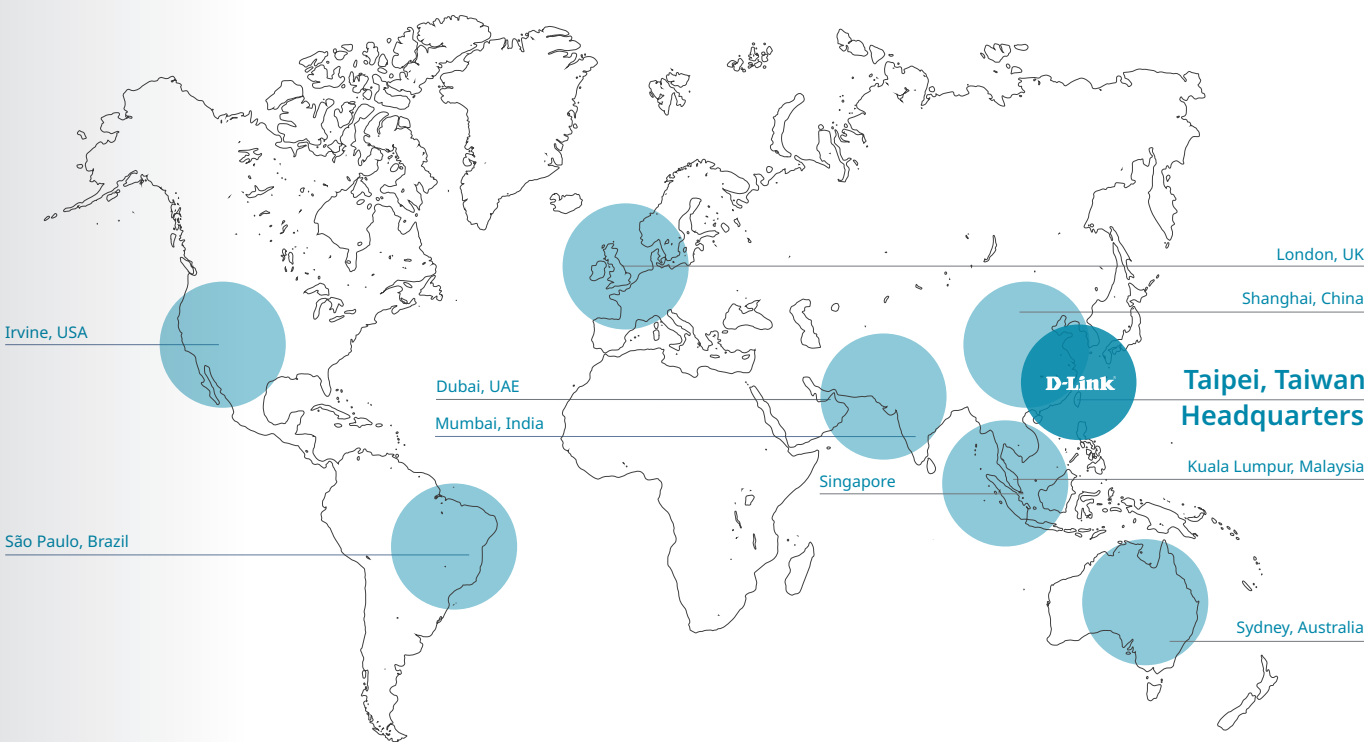 London, UK
Shanghai, China
Irvine, USA
D-Link
Taipei, Taiwan
Headquarters
Dubai, UAE
Mumbai, India
Kuala Lumpur, Malaysia
Singapore
São Paulo, Brazil
Sydney, Australia